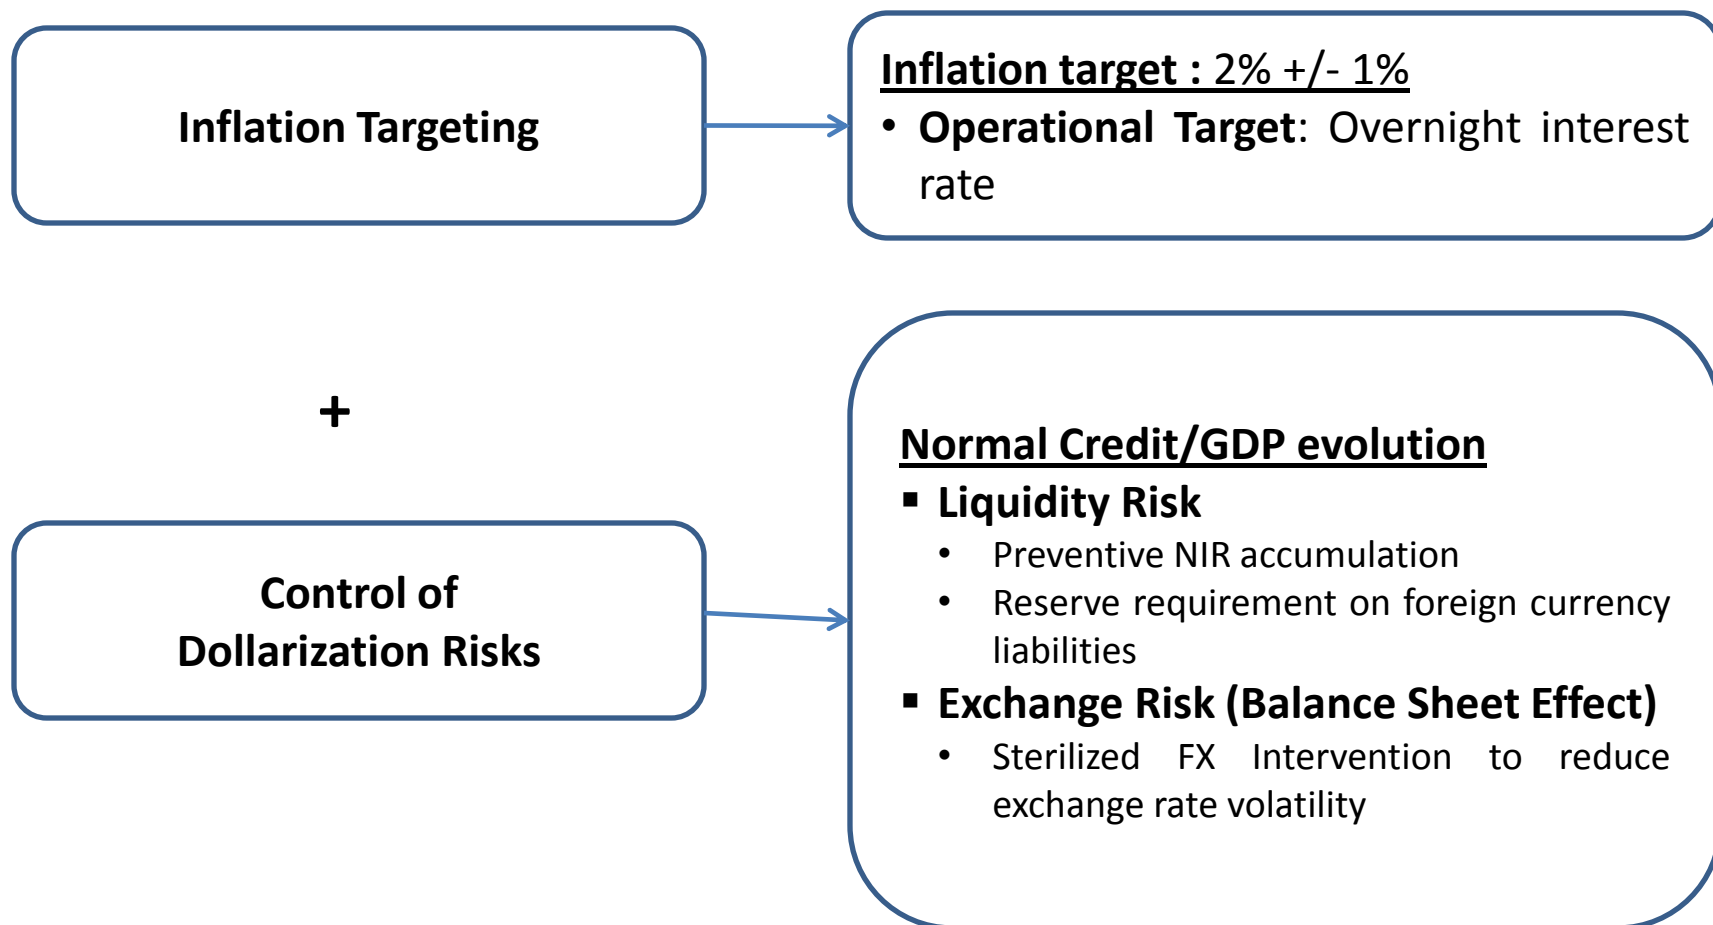 Inflation Targeting
Inflation target : 2% +/- 1%
• Operational Target: Overnight interest
rate
+
Control of
Dollarization Risks
Normal Credit/GDP evolution
▪ Liquidity Risk
• Preventive NIR accumulation
• Reserve requirement on foreign currency
liabilities
▪ Exchange Risk (Balance Sheet Effect)
• Sterilized FX Intervention to reduce
exchange rate volatility